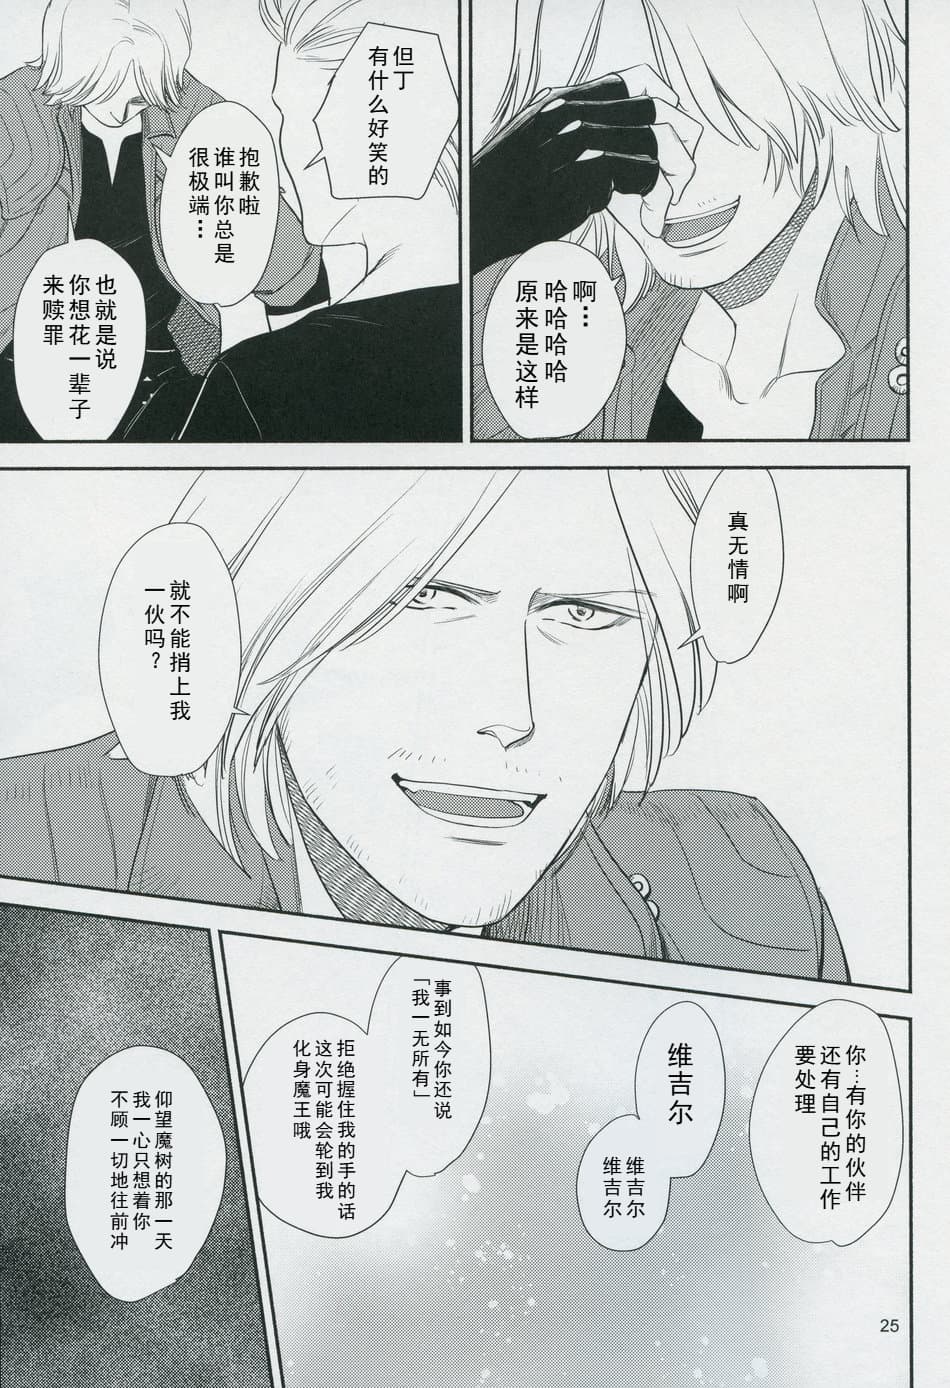 啊…
哈哈哈哈
原来是这样
但丁
有什么好笑的
抱歉啦
谁叫你总是
很极端…
也就是说
你想花一辈子
来赎罪
真无情啊
就不能捎上我
一伙吗？
你…有你的伙伴
还有自己的工作
要处理
维吉尔
维吉尔
维吉尔
事到如今你还说
「我一无所有」
拒绝握住我的手的话
这次可能会轮到我
化身魔王哦
仰望魔树的那一天
我一心只想着你
不顾一切地往前冲
25